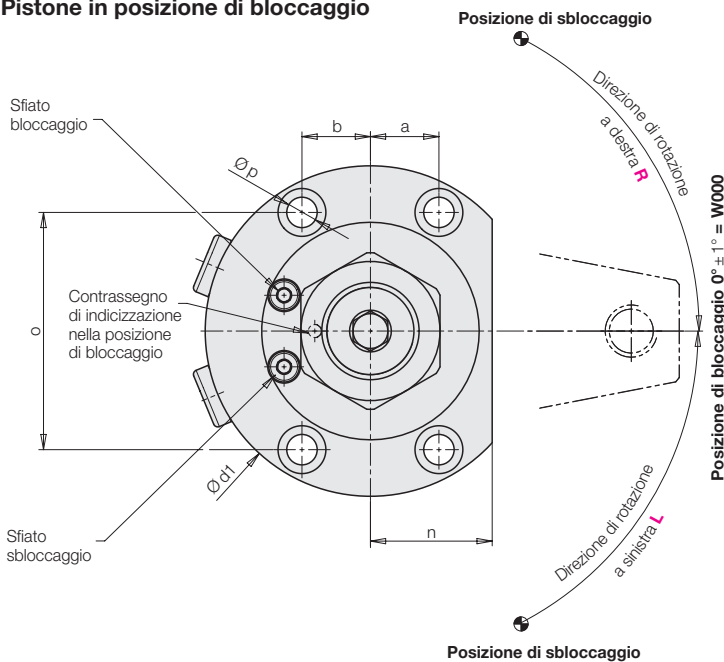 Pistone in posizione di bloccaggio
Posizione di sbloccaggio
Sfiato
bloccaggio
b
a
Ø p
Direzione di rotazione
a destra R
Contrassegno
di indicizzazione
nella posizione
di bloccaggio
o
Posizione di bloccaggio 0° ± 1° = W000
Ø d1
n
Sfiato
sbloccaggio
Direzione di rotazione
a sinistra L
Posizione di sbloccaggio